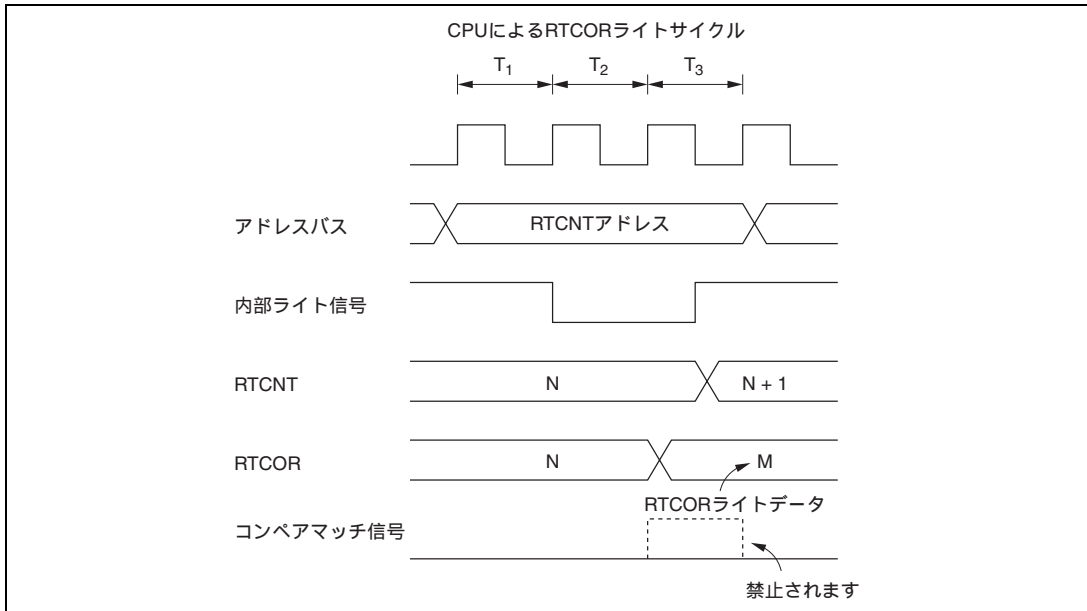 CPUによるRTCORライトサイクル
T1 T2 T3
アドレスバス RTCNTアドレス
内部ライト信号
RTCNT N N + 1
RTCOR N M
RTCORライトデータ
コンペアマッチ信号
禁止されます